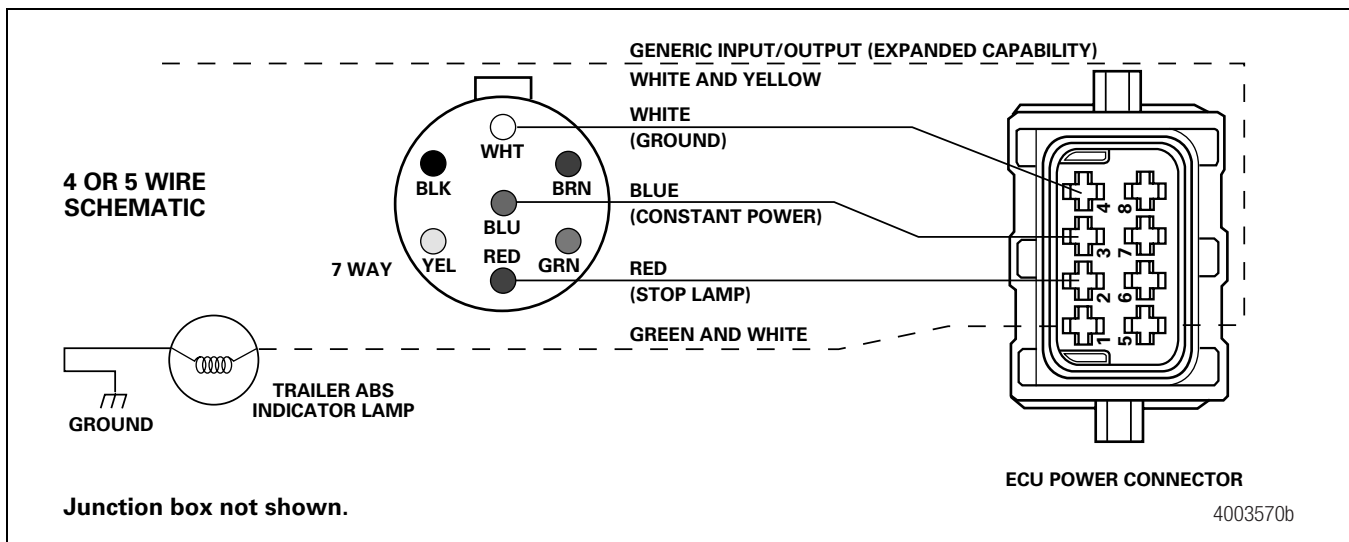 GENERIC INPUT/OUTPUT (EXPANDED CAPABILITY)
WHITE AND YELLOW
WHITE
(GROUND)
WHT
BLK
BRN
4 OR 5 WIRE
SCHEMATIC
BLUE
(CONSTANT POWER)
BLU
7 WAY
YEL
RED
GRN
RED
(STOP LAMP)
GREEN AND WHITE
4 8
3 7
2 6
1 5
TRAILER ABS
INDICATOR LAMP
GROUND
ECU POWER CONNECTOR
Junction box not shown.
4003570b